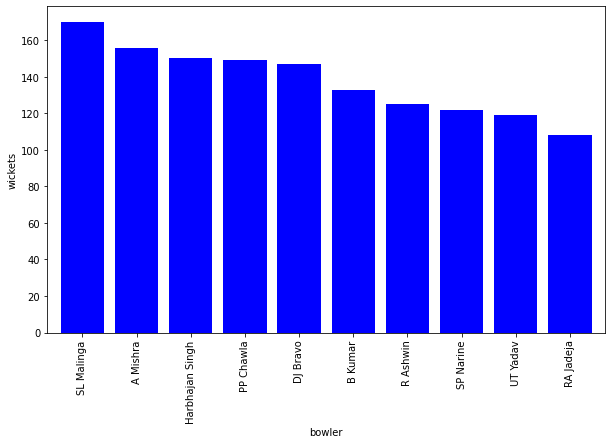 wickets
160
140
120
100
80
60
40
20
0
SL Malinga
A Mishra
Harbhajan Singh
PP Chawla
DJ Bravo
B Kumar
R Ashwin
SP Narine
UT Yadav
RA Jadeja
bowler